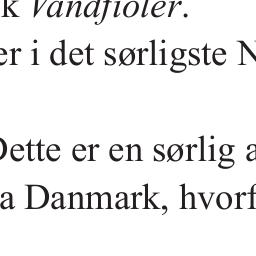 k Vandfioler.
er i det sørligste N
Dette er en sørlig a
a Danmark, hvorf